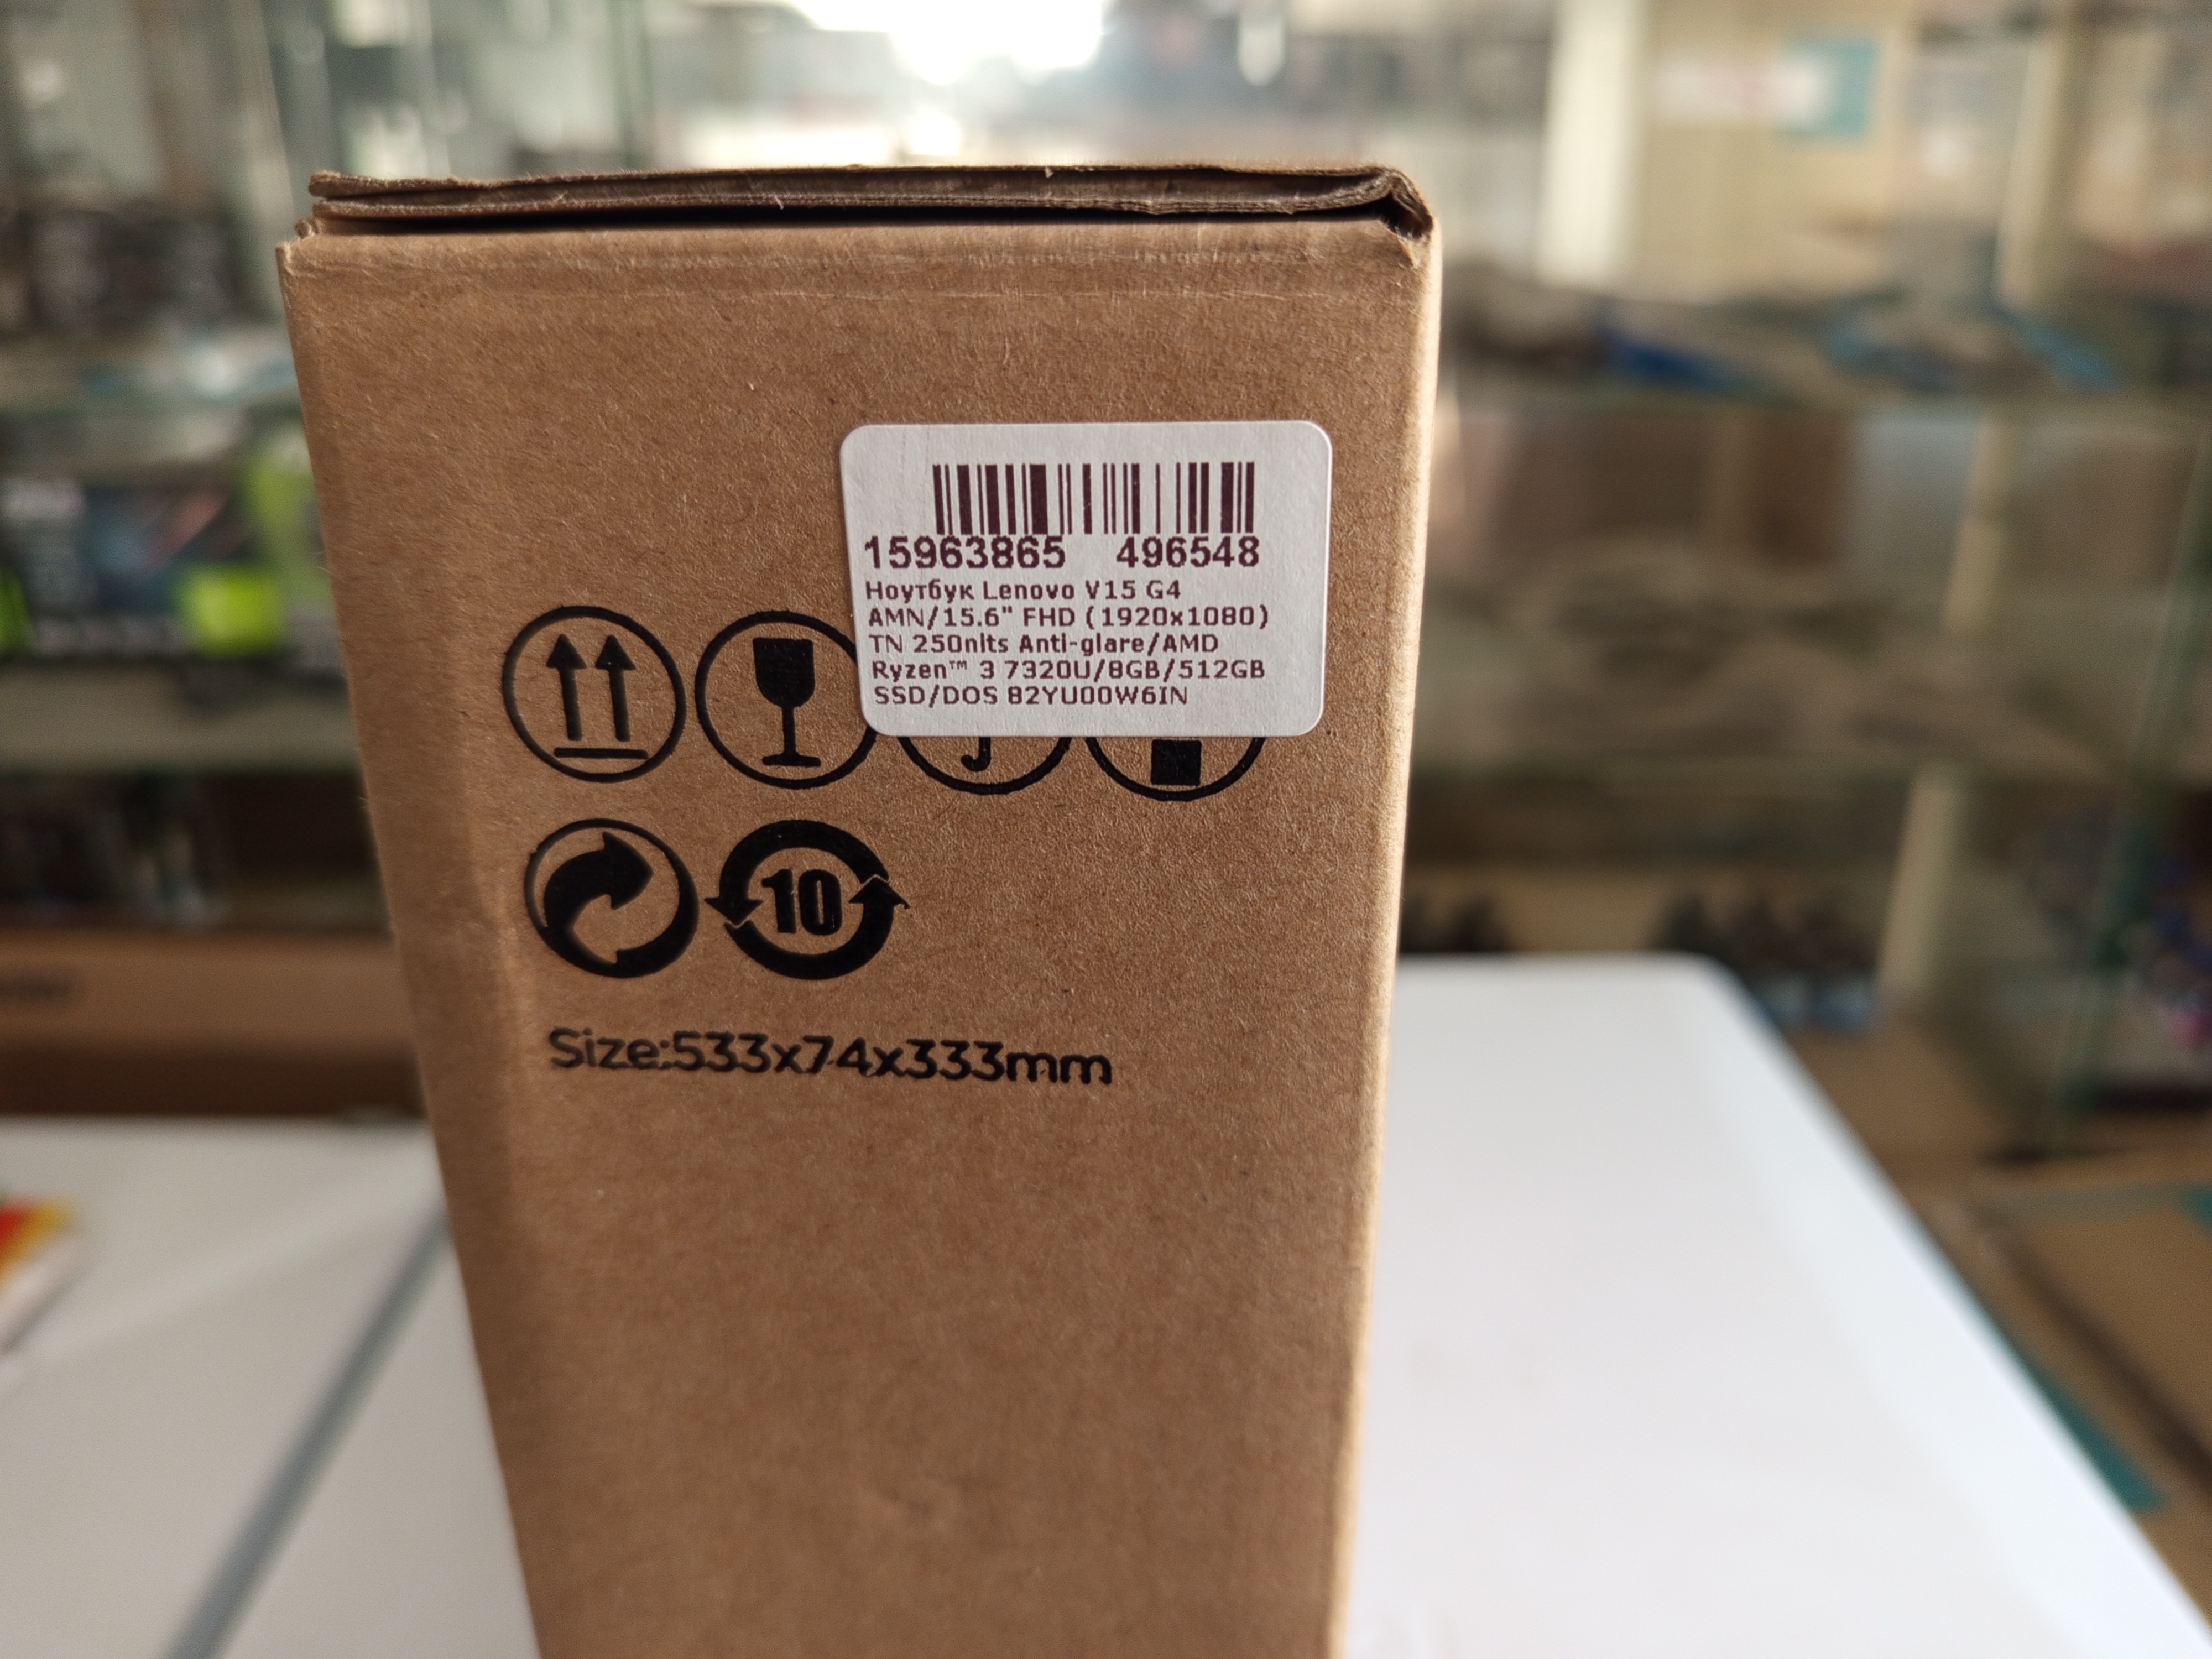 15963865 496548
Ноутбук Lenovo V15 G4
AMN/15.6" FHD (1920x1080)
TN 250nits Anti-glare/AMD
Ryzen™ 3 7320U/8GB/512GB
SSD/DOS 82YU00W6IN
10
Size:533x74x333mm